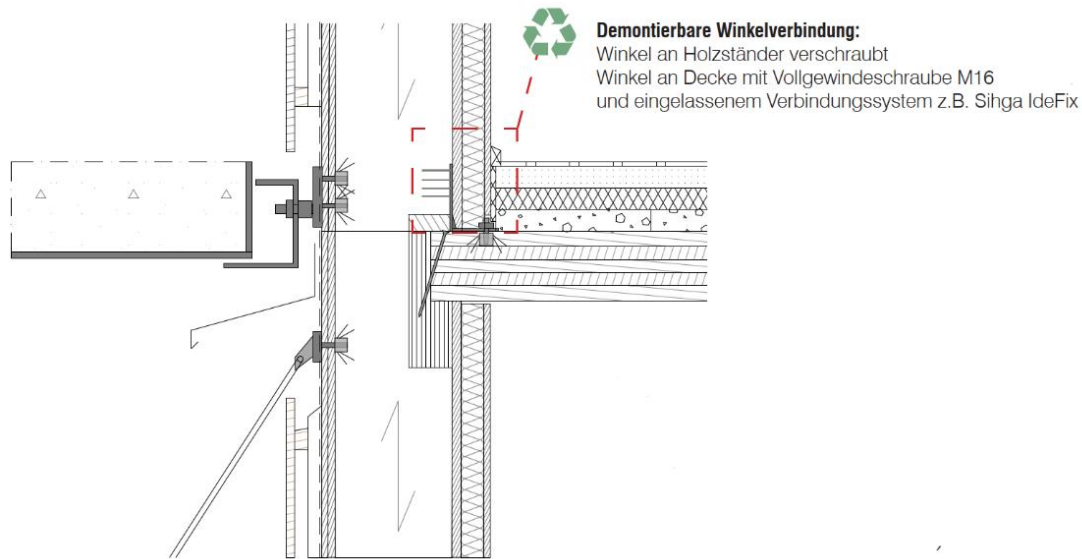 Demontierbare Winkelverbindung:
Winkel an Holzständer verschraubt
Winkel an Decke mit Vollgewindeschraube M16
und eingelassenem Verbindungssystem z.B. Sihga IdeFix